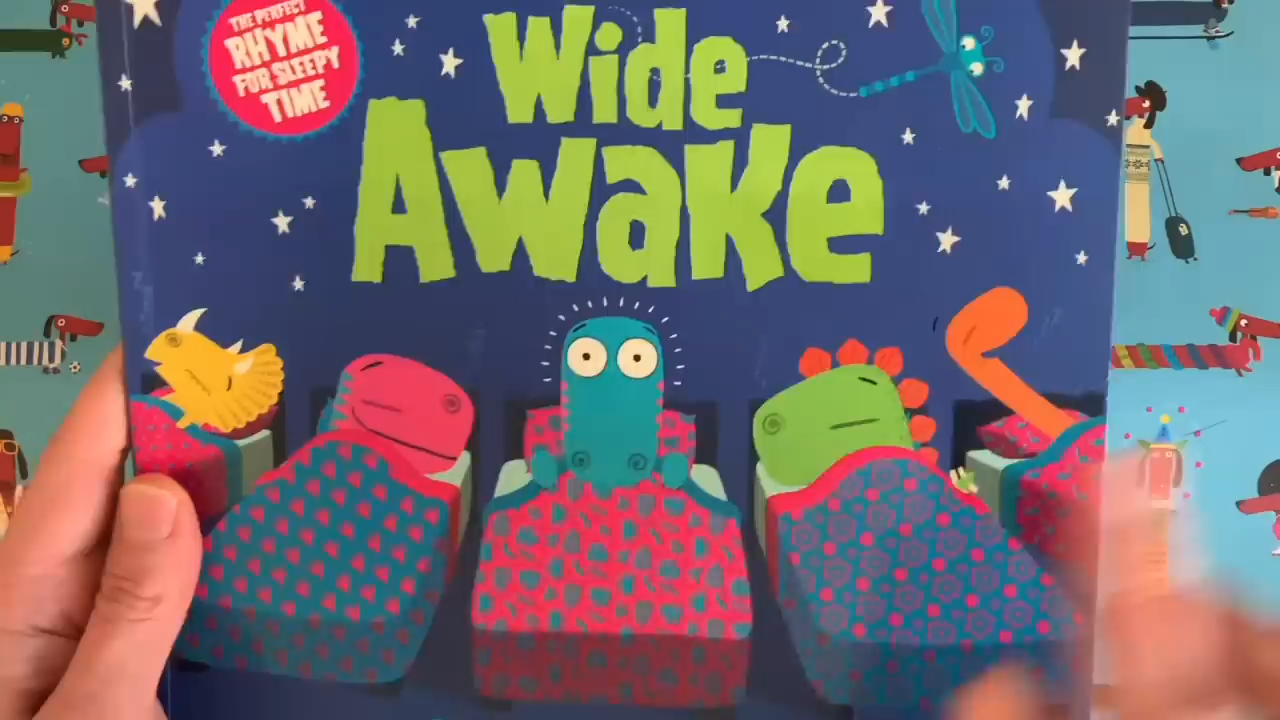 THE PERFECT
RHYME
FOR SLEEPY
TIME
Wide
Awake